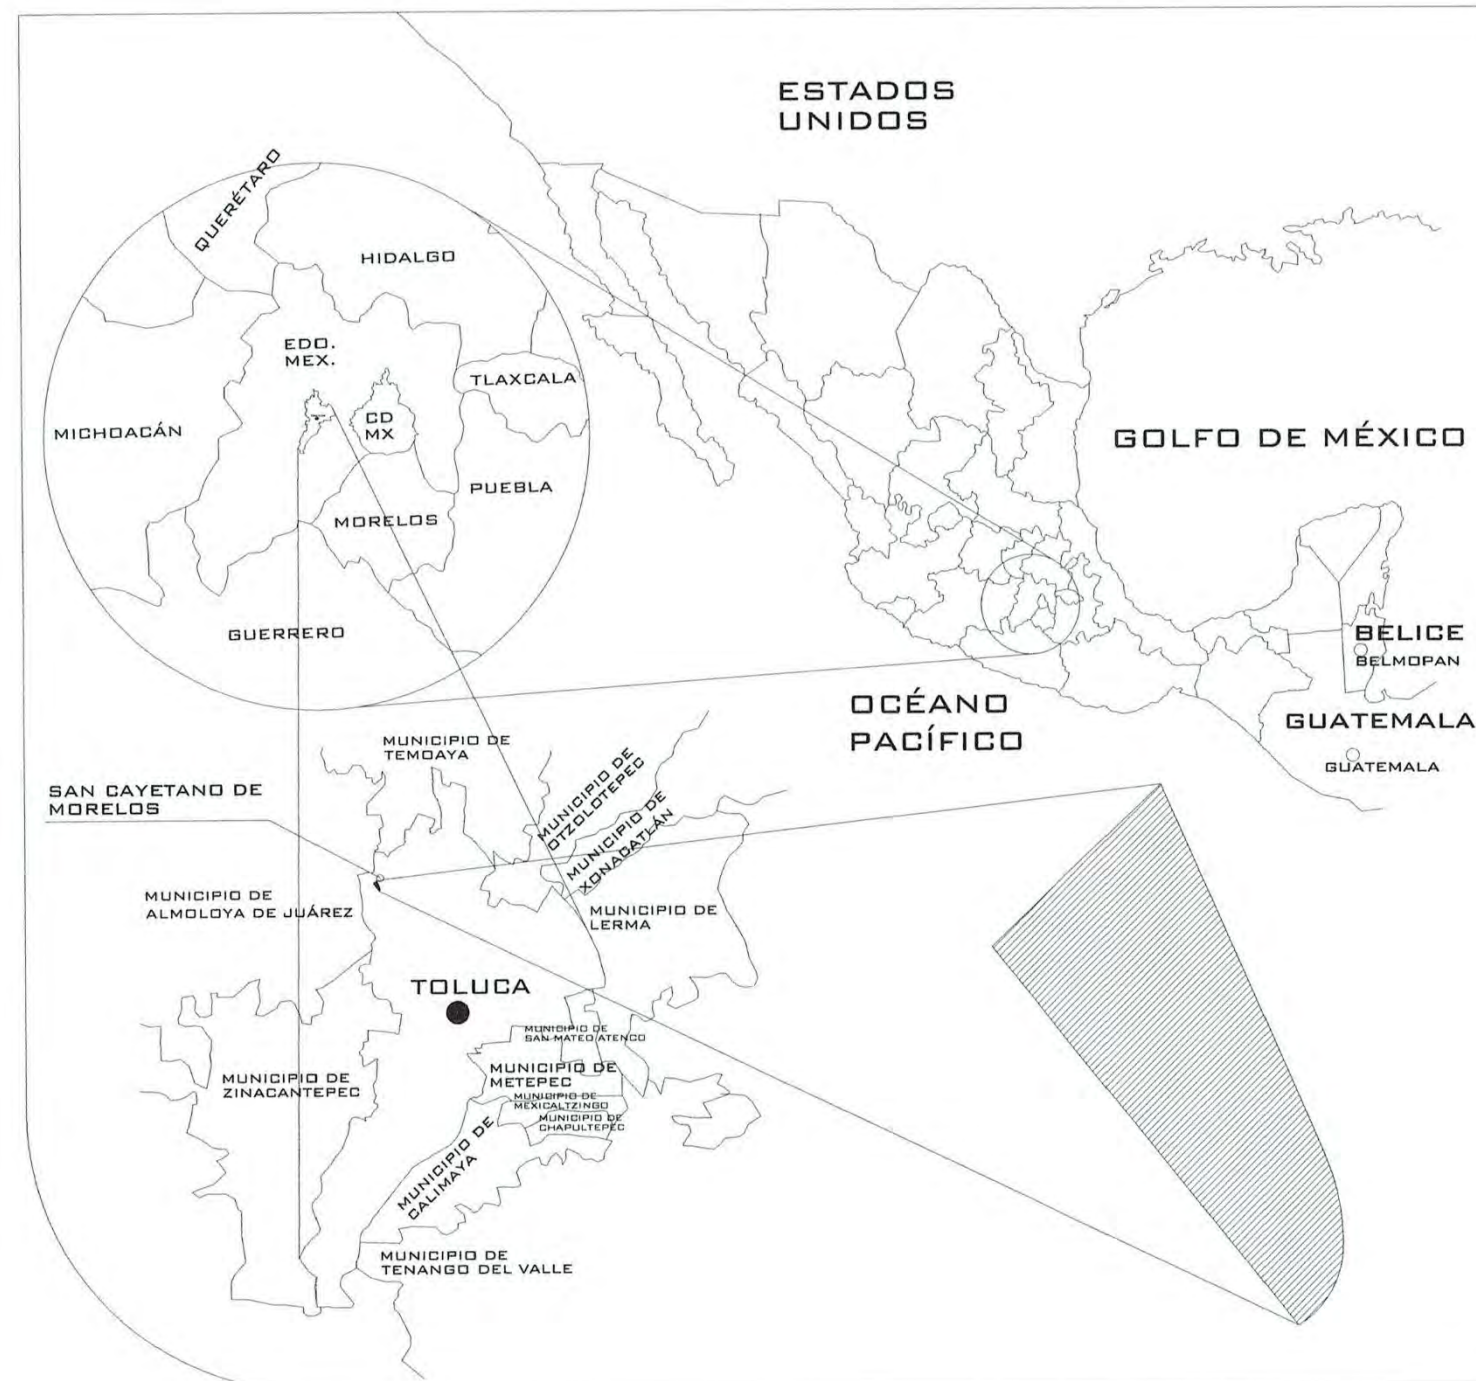 ESTADOS
UNIDOS
QUERÉTARO
HIDALGO
EDO.
MEX.
TLAXCALA
CD
MX
MICHOACÁN
PUEBLA
MORELOS
GUERRERO
GOLFO DE MÉXICO
BELICE
BELMOPAN
GUATEMALA
GUATEMALA
OCÉANO
PACÍFICO
MUNICIPIO DE
TEMOAYA
SAN CAYETANO DE
MORELOS
MUNICIPIO DE
OTZOLOTEPEC
MUNICIPIO DE
XONACATLÁN
MUNICIPIO DE
ALMOLOYA DE JUÁREZ
MUNICIPIO DE
LERMA
TOLUCA
MUNICIPIO DE
SAN MATEO ATENCO
MUNICIPIO DE
METEPEC
MUNICIPIO DE
ZINACANTEPEC
MUNICIPIO DE
MEXICALTZINGO
MUNICIPIO DE
CHAPULTEPEC
MUNICIPIO DE
CALIMAYA
MUNICIPIO DE
TENANGO DEL VALLE